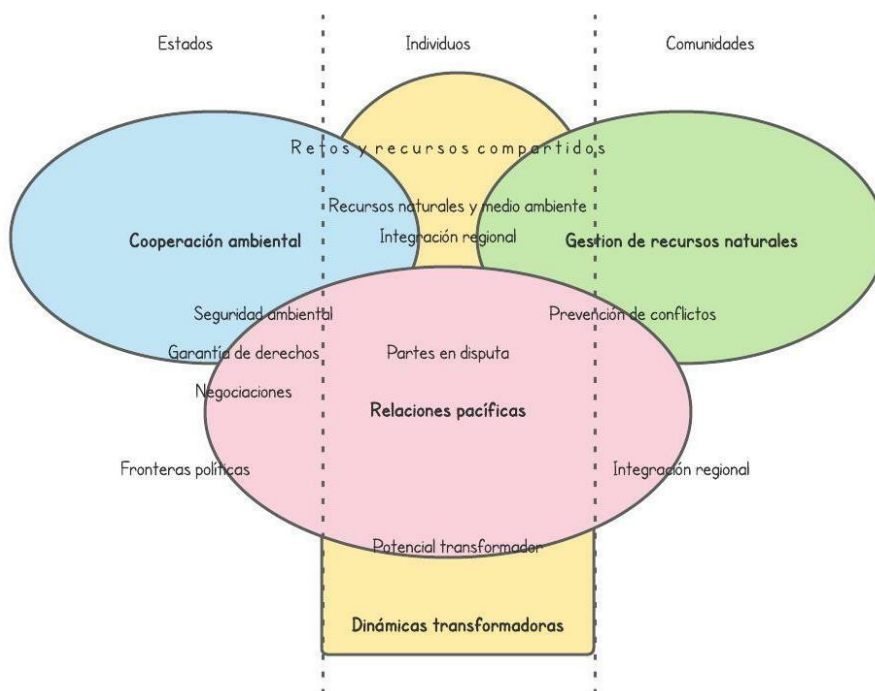 Estados
Individuos
Comunidades
Retos y recursos compartidos
Recursos naturales y medio ambiente
Cooperación ambiental
Integración regional
Gestion de recursos naturales
Seguridad ambiental
Prevención de conflictos
Garantía de derechos
Partes en disputa
Negociaciones
Relaciones pacíficas
Fronteras políticas
Integración regional
Potencial transformador
Dinámicas transformadoras